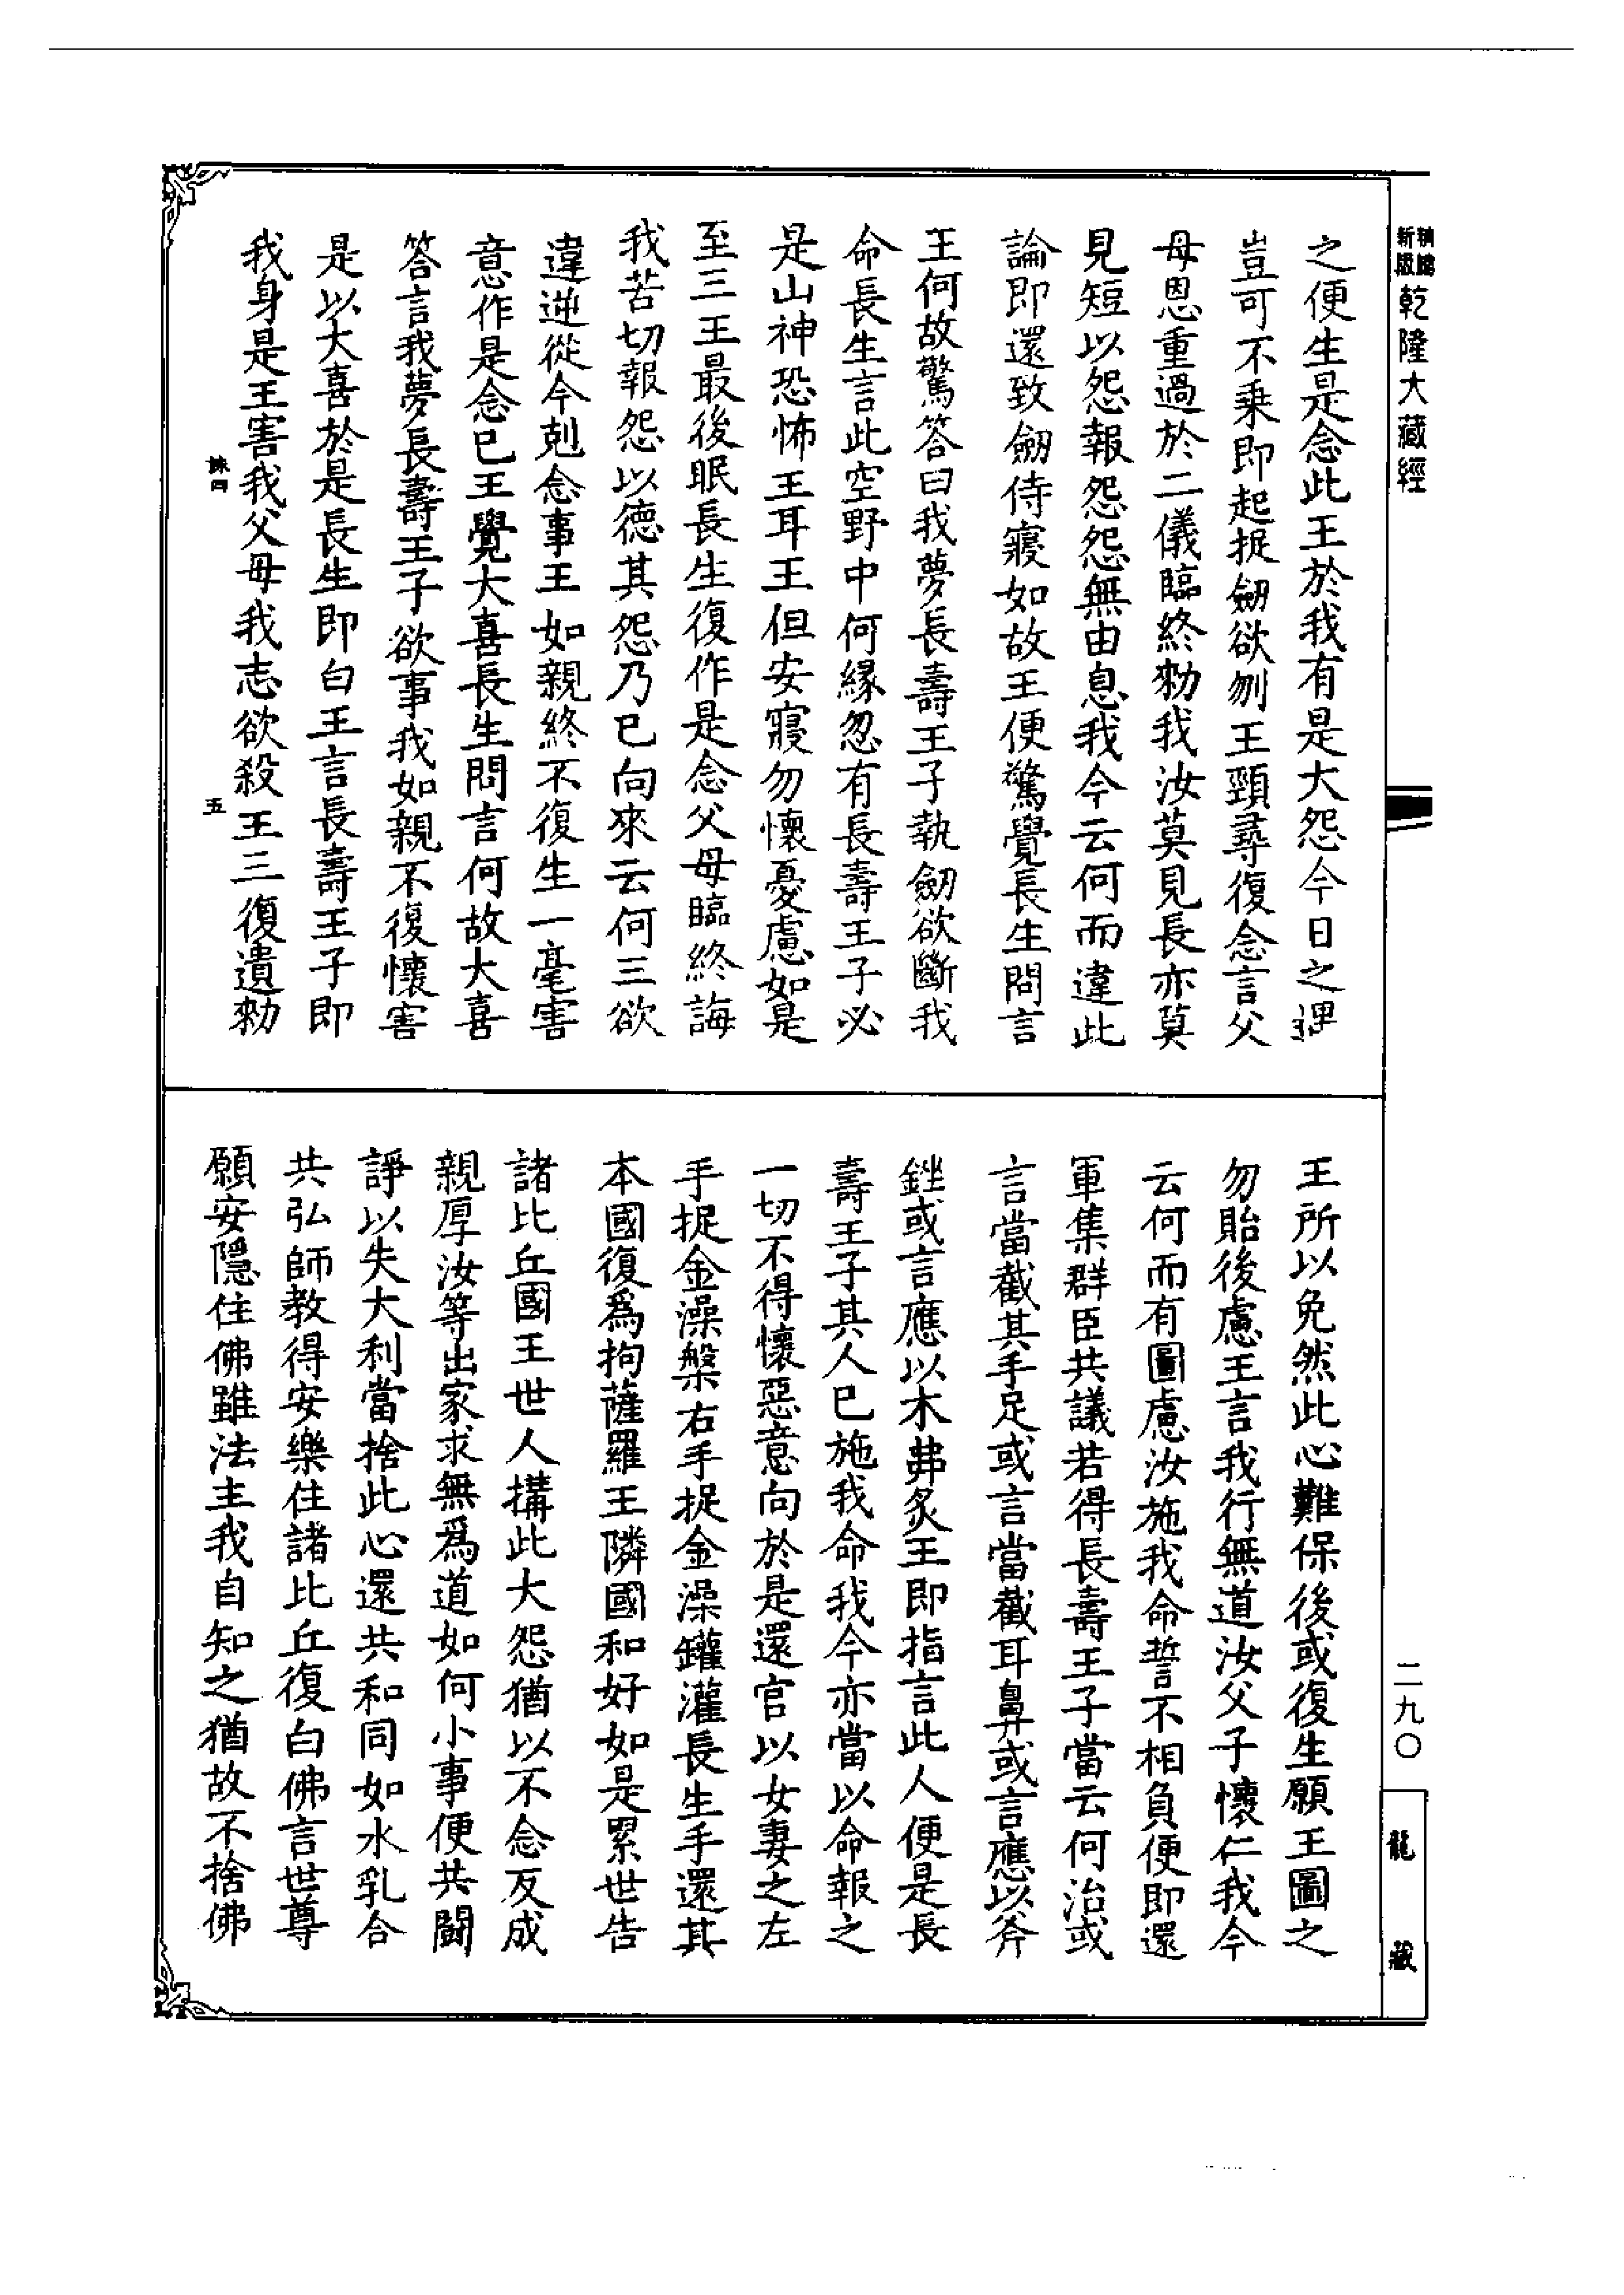 新版
乾隆大藏經
之便生是念此王於我有是大怨今日之遇
豈可不乘即起捉劒欲刎王頸尋復念言父
母恩重過於二儀臨終勑我汝莫見長亦莫
見短以怨報怨怨無由息我今云何而違此
論即還致劒侍寢如故王便驚覺長生問言
王何故驚答曰我夢長壽王子執劒欲斷我
命長生言此空野中何緣忽有長壽王子必
是山神恐怖王耳王但安寢勿懷憂慮如是
至三王最後眠長生復作是念父母臨終誨
我苦切報怨以德其怨乃已向來云何三欲
違逆從今剋念事王如親終不復生一毫害
意作是念已王覺大喜長生問言何故大喜
答言我夢長壽王子欲事我如親不復懷害
是以大喜於是長生即白王言長壽王子即
我身是王害我父母我志欲殺王三復遺勑
五
王所以免然此心難保後或復生願王圖之
勿貽後慮王言我行無道汝父子懷仁我今
云何而有圖慮汝施我命誓不相負便即還
軍集群臣共議若得長壽王子當云何治或
言當截其手足或言當截耳鼻或言應以斧
銼或言應以木弗炙王即指言此人便是長
壽王子其人已施我命我今亦當以命報之
一切不得懷惡意向於是還官以女妻之左
手捉金澡槃右手捉金澡罐灌長生手還其
本國復爲拘薩羅王隣國和好如是累世告
諸比丘國王世人搆此大怨猶以不念反成
親厚汝等出家求無爲道如何小事便共鬭
諍以失大利當捨此心還共和同如水乳合
共弘師教得安樂住諸比丘復白佛言世尊
願安隱住佛雖法主我自知之猶故不捨佛
二九〇
龍藏